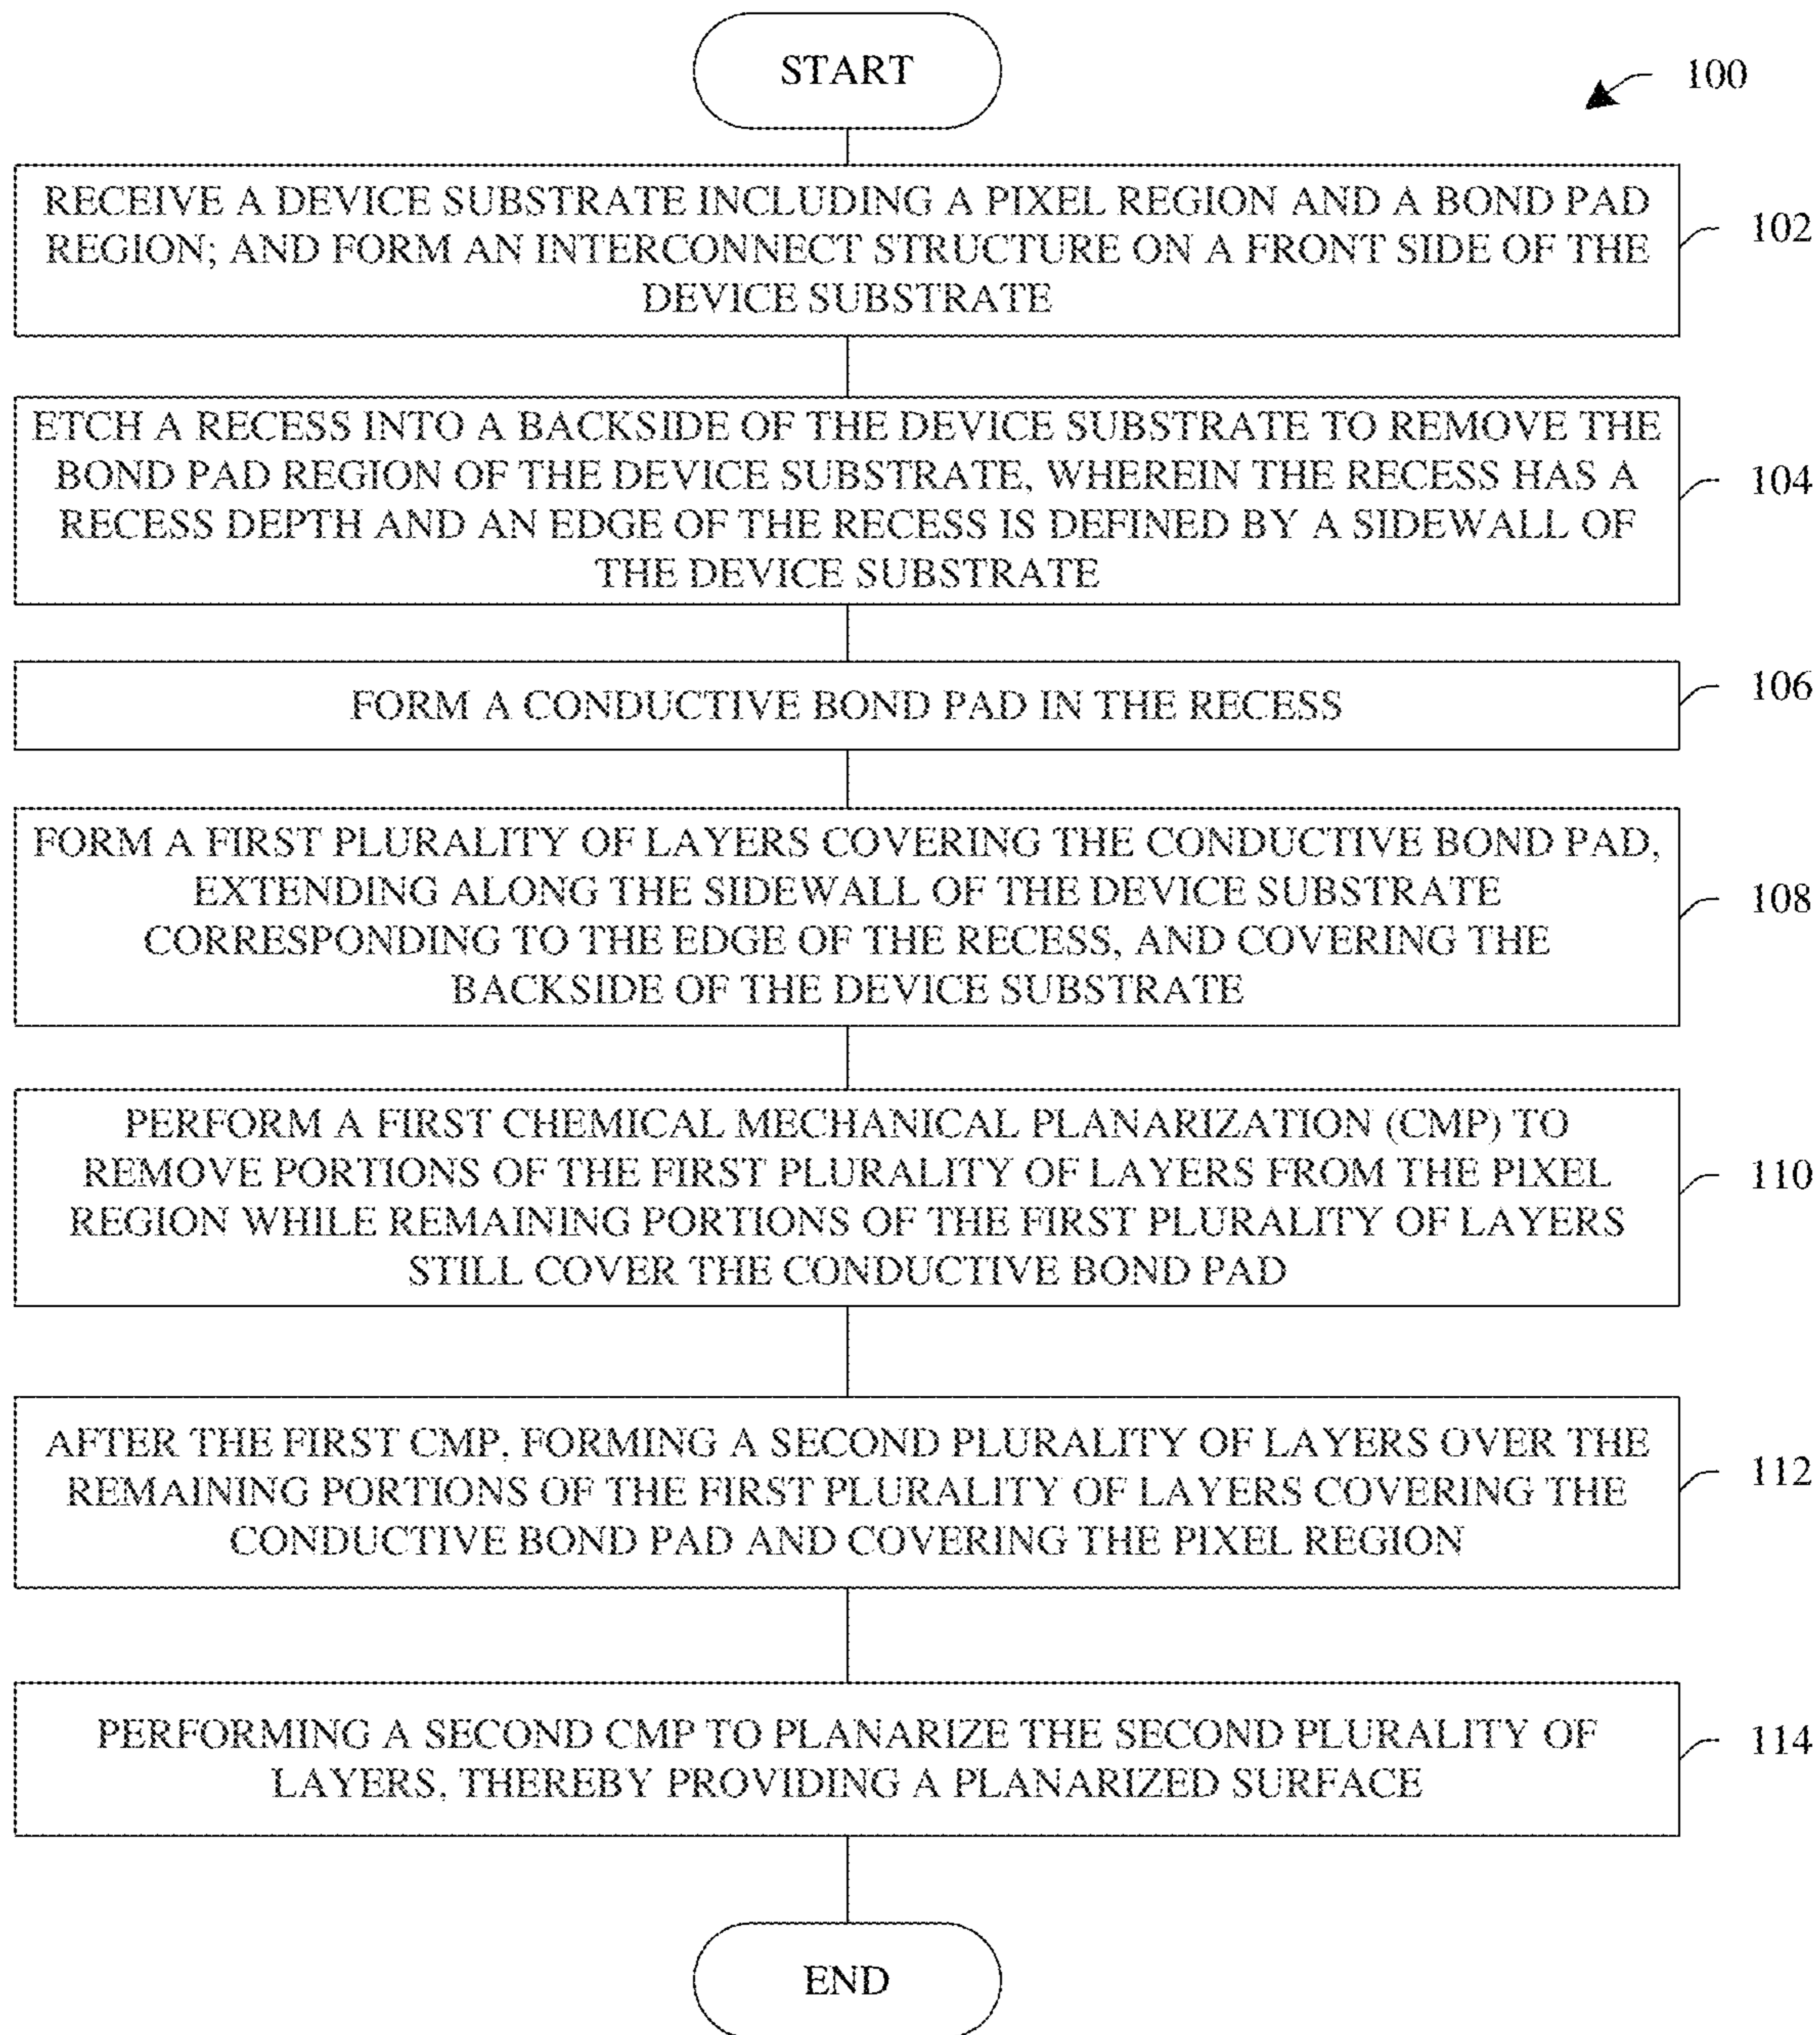 START
100
RECEIVE A DEVICE SUBSTRATE INCLUDING A PIXEL REGION AND A BOND PAD
REGION; AND FORM AN INTERCONNECT STRUCTURE ON A FRONT SIDE OF THE
DEVICE SUBSTRATE
102
ETCH A RECESS INTO A BACKSIDE OF THE DEVICE SUBSTRATE TO REMOVE THE
BOND PAD REGION OF THE DEVICE SUBSTRATE, WHEREIN THE RECESS HAS A
RECESS DEPTH AND AN EDGE OF THE RECESS IS DEFINED BY A SIDEWALL OF
THE DEVICE SUBSTRATE
104
FORM A CONDUCTIVE BOND PAD IN THE RECESS
106
FORM A FIRST PLURALITY OF LAYERS COVERING THE CONDUCTIVE BOND PAD,
EXTENDING ALONG THE SIDEWALL OF THE DEVICE SUBSTRATE
CORRESPONDING TO THE EDGE OF THE RECESS, AND COVERING THE
BACKSIDE OF THE DEVICE SUBSTRATE
108
PERFORM A FIRST CHEMICAL MECHANICAL PLANARIZATION (CMP) TO
REMOVE PORTIONS OF THE FIRST PLURALITY OF LAYERS FROM THE PIXEL
REGION WHILE REMAINING PORTIONS OF THE FIRST PLURALITY OF LAYERS
STILL COVER THE CONDUCTIVE BOND PAD
110
AFTER THE FIRST CMP, FORMING A SECOND PLURALITY OF LAYERS OVER THE
REMAINING PORTIONS OF THE FIRST PLURALITY OF LAYERS COVERING THE
CONDUCTIVE BOND PAD AND COVERING THE PIXEL REGION
112
PERFORMING A SECOND CMP TO PLANARIZE THE SECOND PLURALITY OF
LAYERS, THEREBY PROVIDING A PLANARIZED SURFACE
114
END